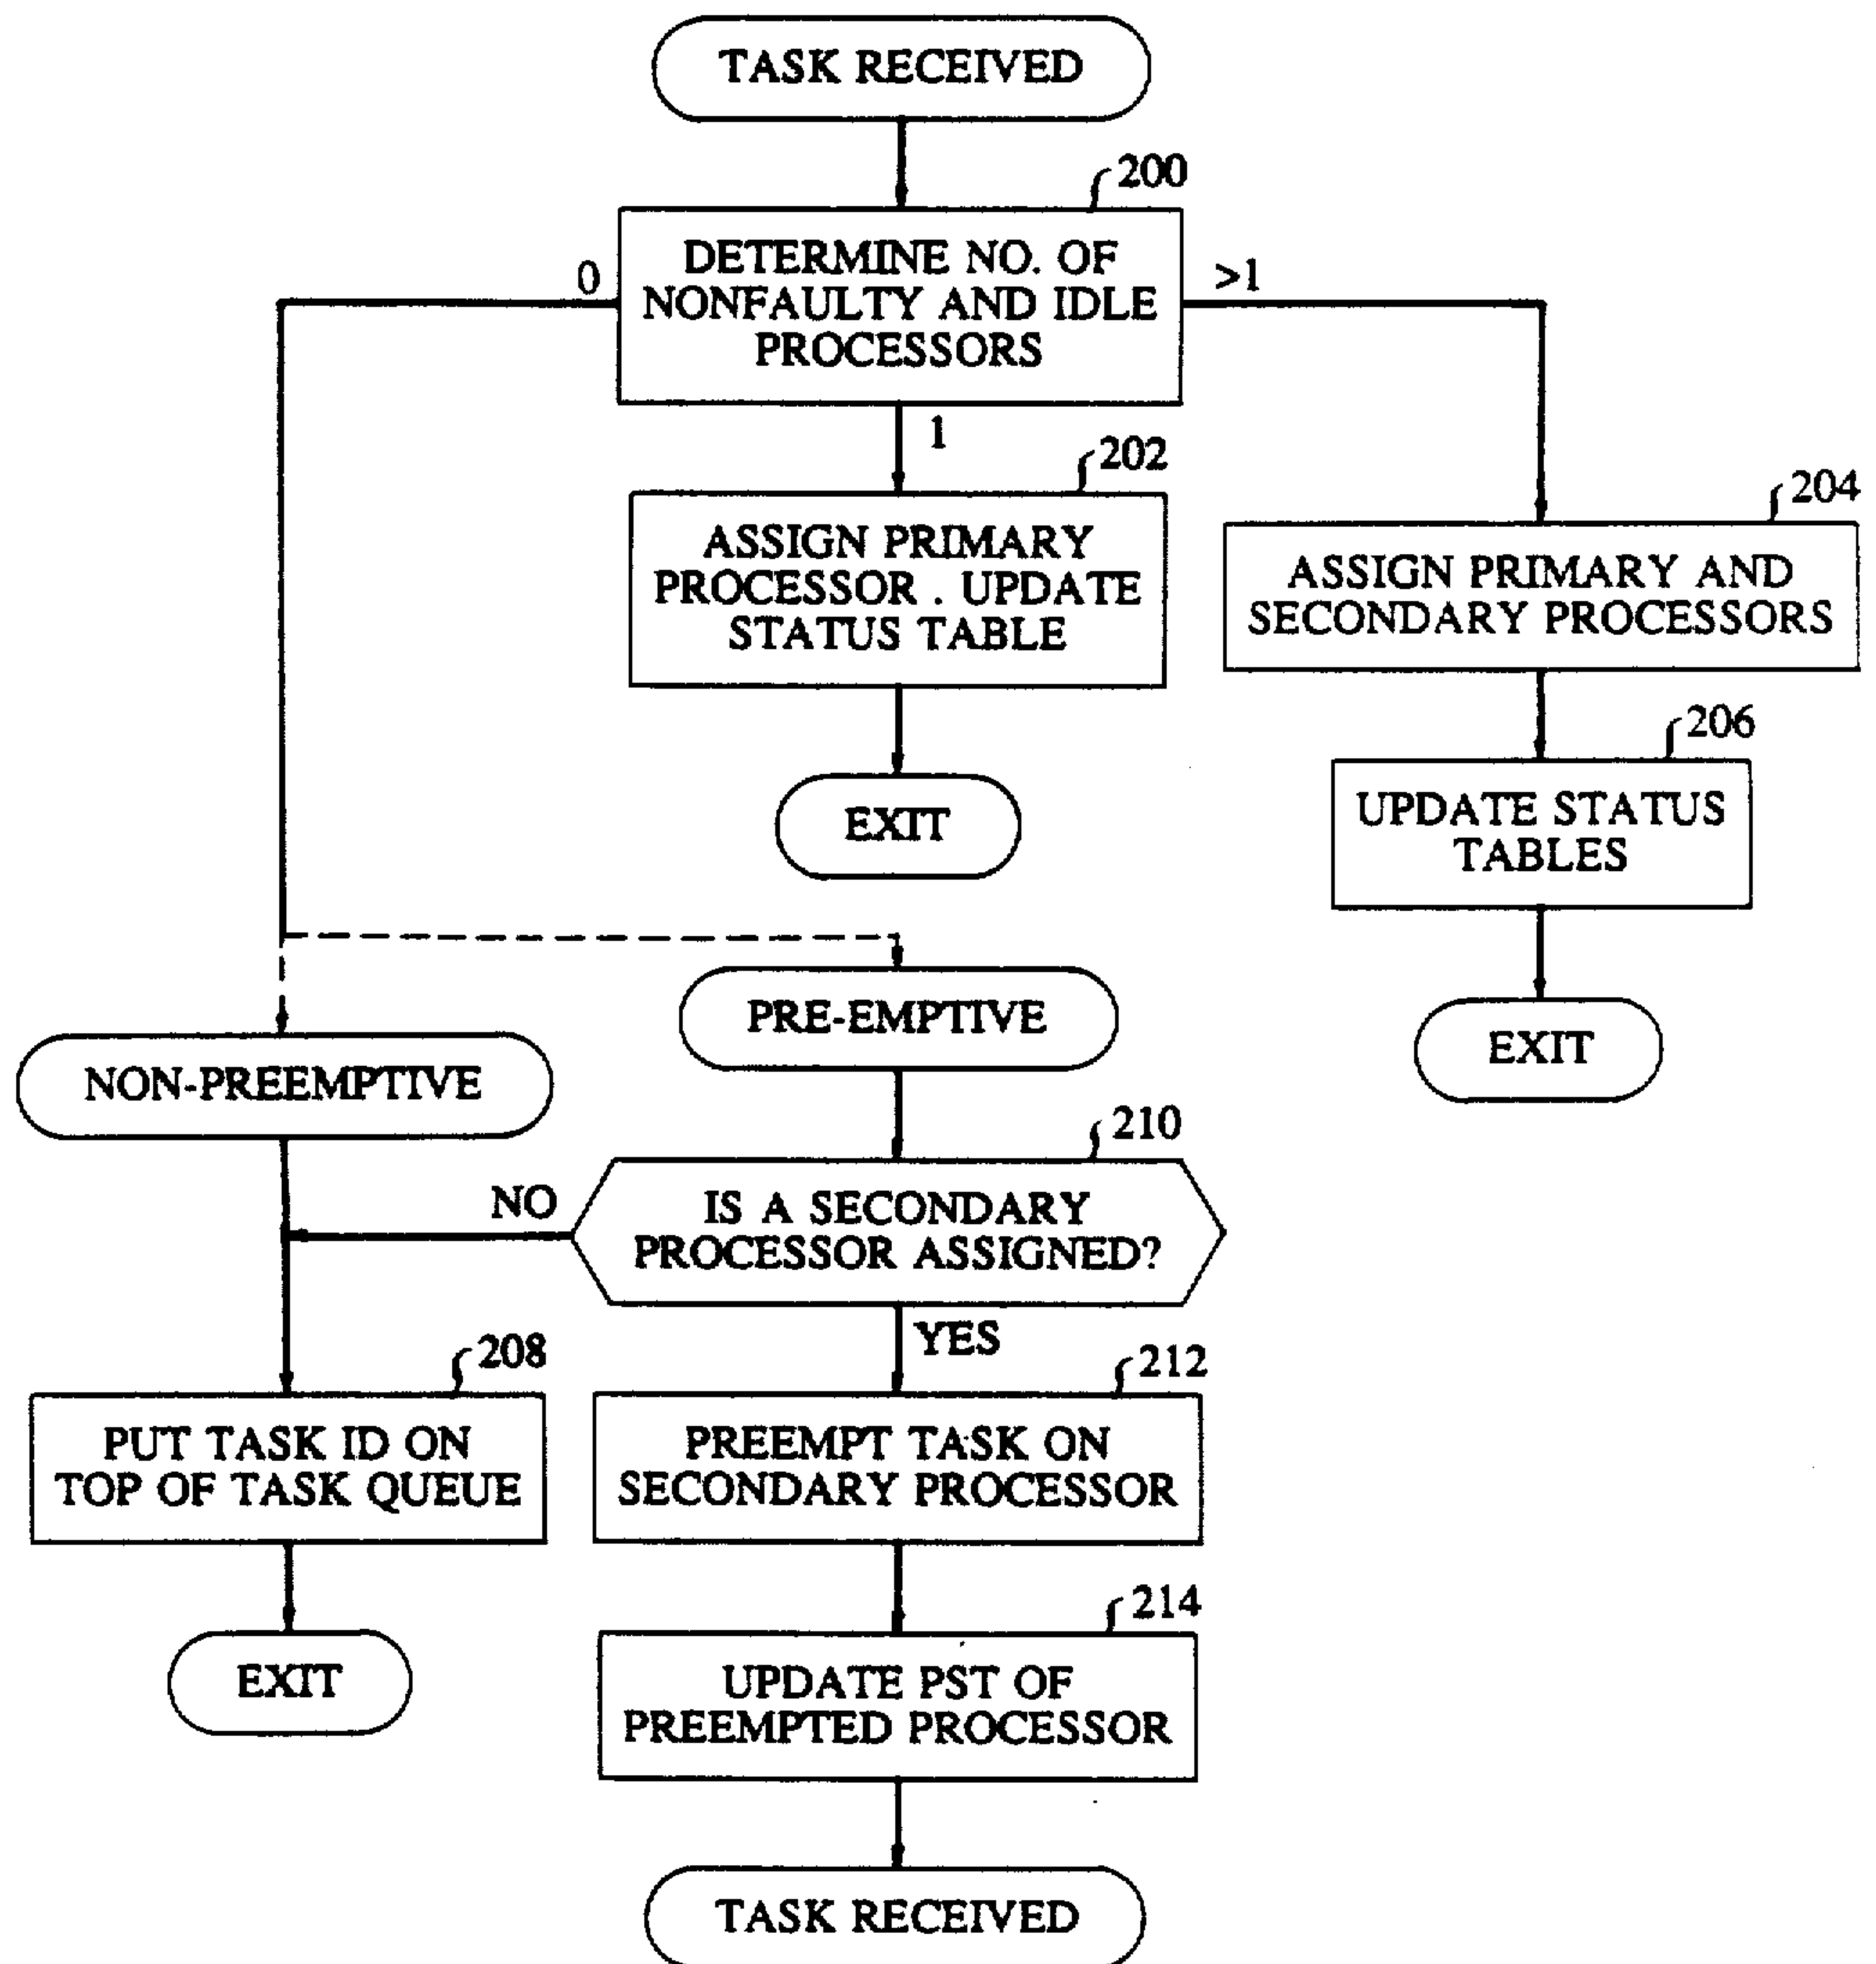 TASK RECEIVED
200
DETERMINE NO. OF
NONFAULTY AND IDLE
PROCESSORS
0
>1
1
202
ASSIGN PRIMARY
PROCESSOR . UPDATE
STATUS TABLE
EXIT
204
ASSIGN PRIMARY AND
SECONDARY PROCESSORS
206
UPDATE STATUS
TABLES
EXIT
NON-PREEMPTIVE
PRE-EMPTIVE
210
IS A SECONDARY
PROCESSOR ASSIGNED?
NO
YES
208
PUT TASK ID ON
TOP OF TASK QUEUE
EXIT
212
PREEMPT TASK ON
SECONDARY PROCESSOR
214
UPDATE PST OF
PREEMPTED PROCESSOR
TASK RECEIVED